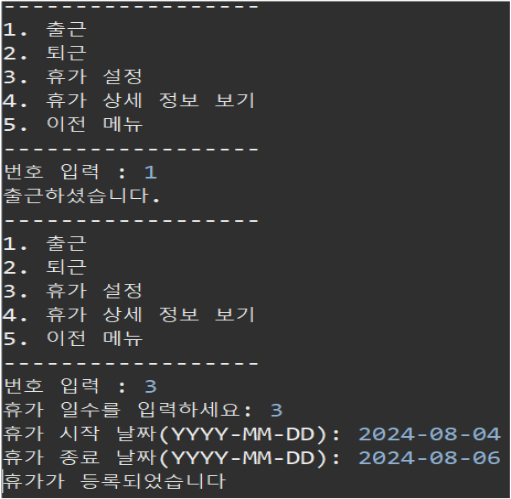 ------------------
1. 출근
2. 퇴근
3. 휴가 설정
4. 휴가 상세 정보 보기
5. 이전 메뉴
------------------
번호 입력 : 1
출근하셨습니다.
------------------
1. 출근
2. 퇴근
3. 휴가 설정
4. 휴가 상세 정보 보기
5. 이전 메뉴
------------------
번호 입력 : 3
휴가 일수를 입력하세요: 3
휴가 시작 날짜(YYYY-MM-DD): 2024-08-04
휴가 종료 날짜(YYYY-MM-DD): 2024-08-06
휴가가 등록되었습니다